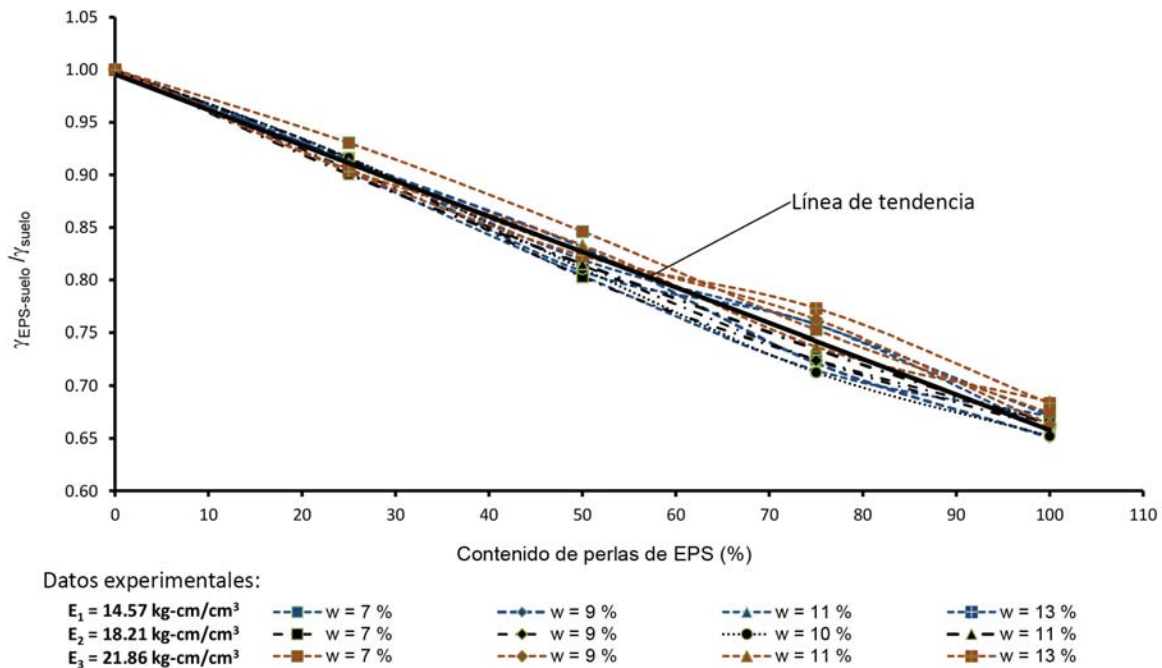 1.05
1.00
0.95
0.90
0.85
0.80
0.75
0.70
0.65
0.60
γEPS-suelo /γsuelo
Línea de tendencia
0 10 20 30 40 50 60 70 80 90 100 110
Contenido de perlas de EPS (%)
Datos experimentales:
E₁ = 14.57 kg-cm/cm³ w = 7 % w = 9 % w = 11 % w = 13 %
E₂ = 18.21 kg-cm/cm³ w = 7 % w = 9 % w = 10 % w = 11 %
E₃ = 21.86 kg-cm/cm³ w = 7 % w = 9 % w = 11 % w = 13 %